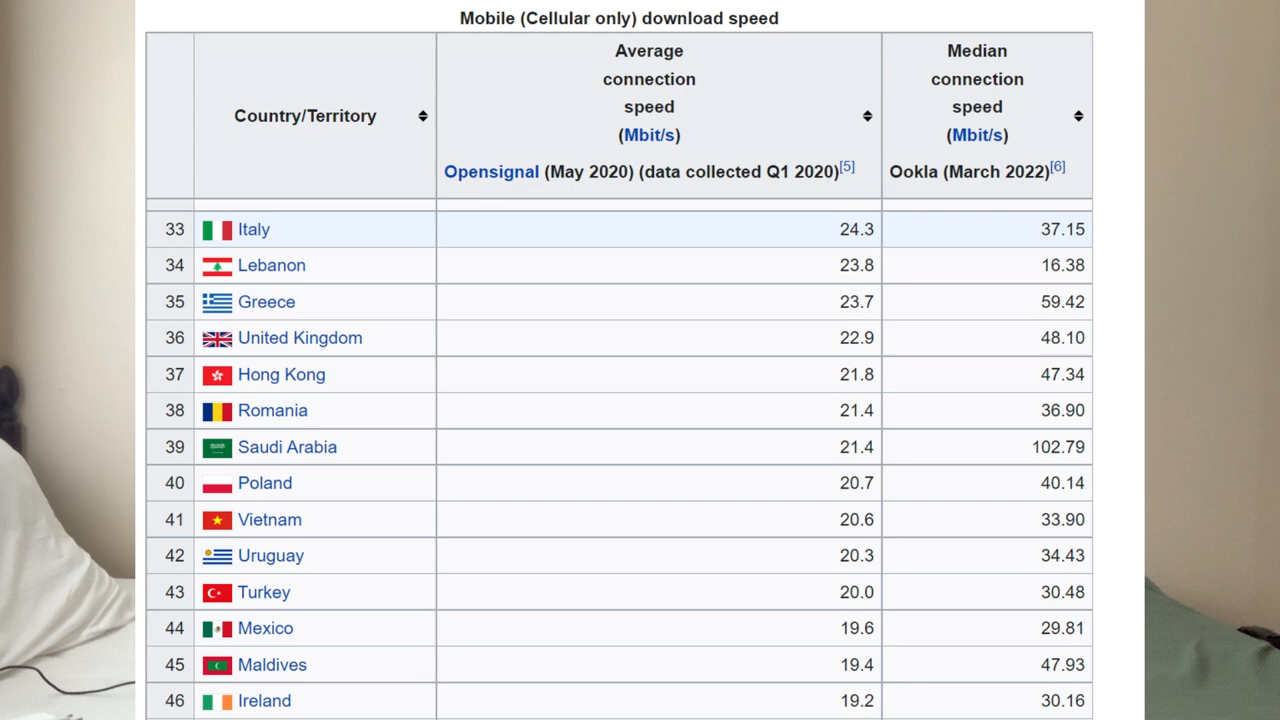 Mobile (Cellular only) download speed
Country/Territory
Average
connection
speed
(Mbit/s)
Opensignal (May 2020) (data collected Q1 2020)[5]
Median
connection
speed
(Mbit/s)
Ookla (March 2022)[6]
33 Italy 24.3 37.15
34 Lebanon 23.8 16.38
35 Greece 23.7 59.42
36 United Kingdom 22.9 48.10
37 Hong Kong 21.8 47.34
38 Romania 21.4 36.90
39 Saudi Arabia 21.4 102.79
40 Poland 20.7 40.14
41 Vietnam 20.6 33.90
42 Uruguay 20.3 34.43
43 Turkey 20.0 30.48
44 Mexico 19.6 29.81
45 Maldives 19.4 47.93
46 Ireland 19.2 30.16